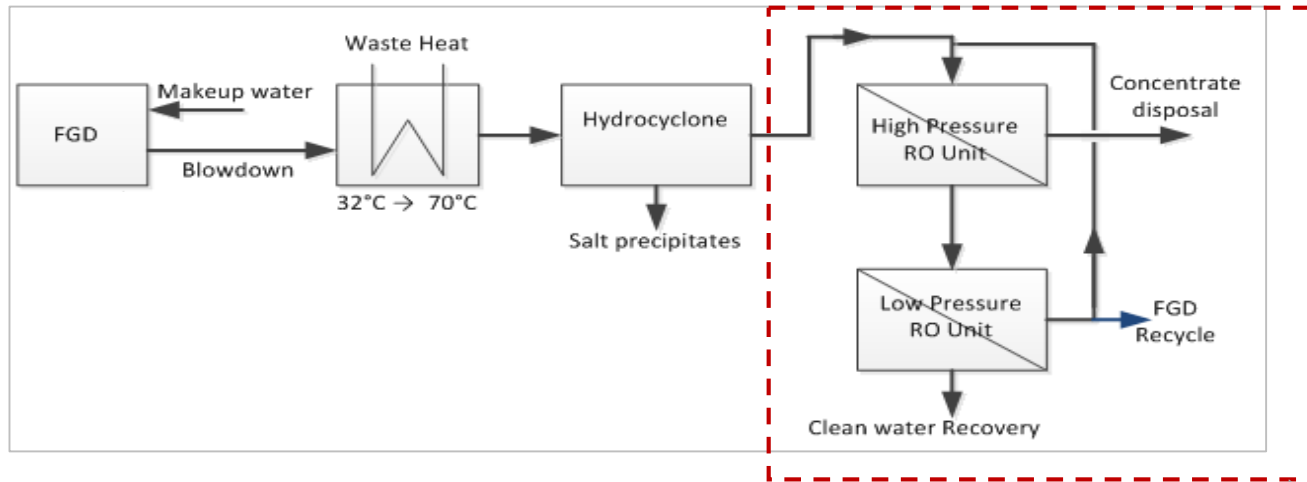 Waste Heat
Makeup water
FGD
Blowdown
32°C → 70°C
Hydrocyclone
Salt precipitates
High Pressure
RO Unit
Concentrate
disposal
Low Pressure
RO Unit
FGD
Recycle
Clean water Recovery